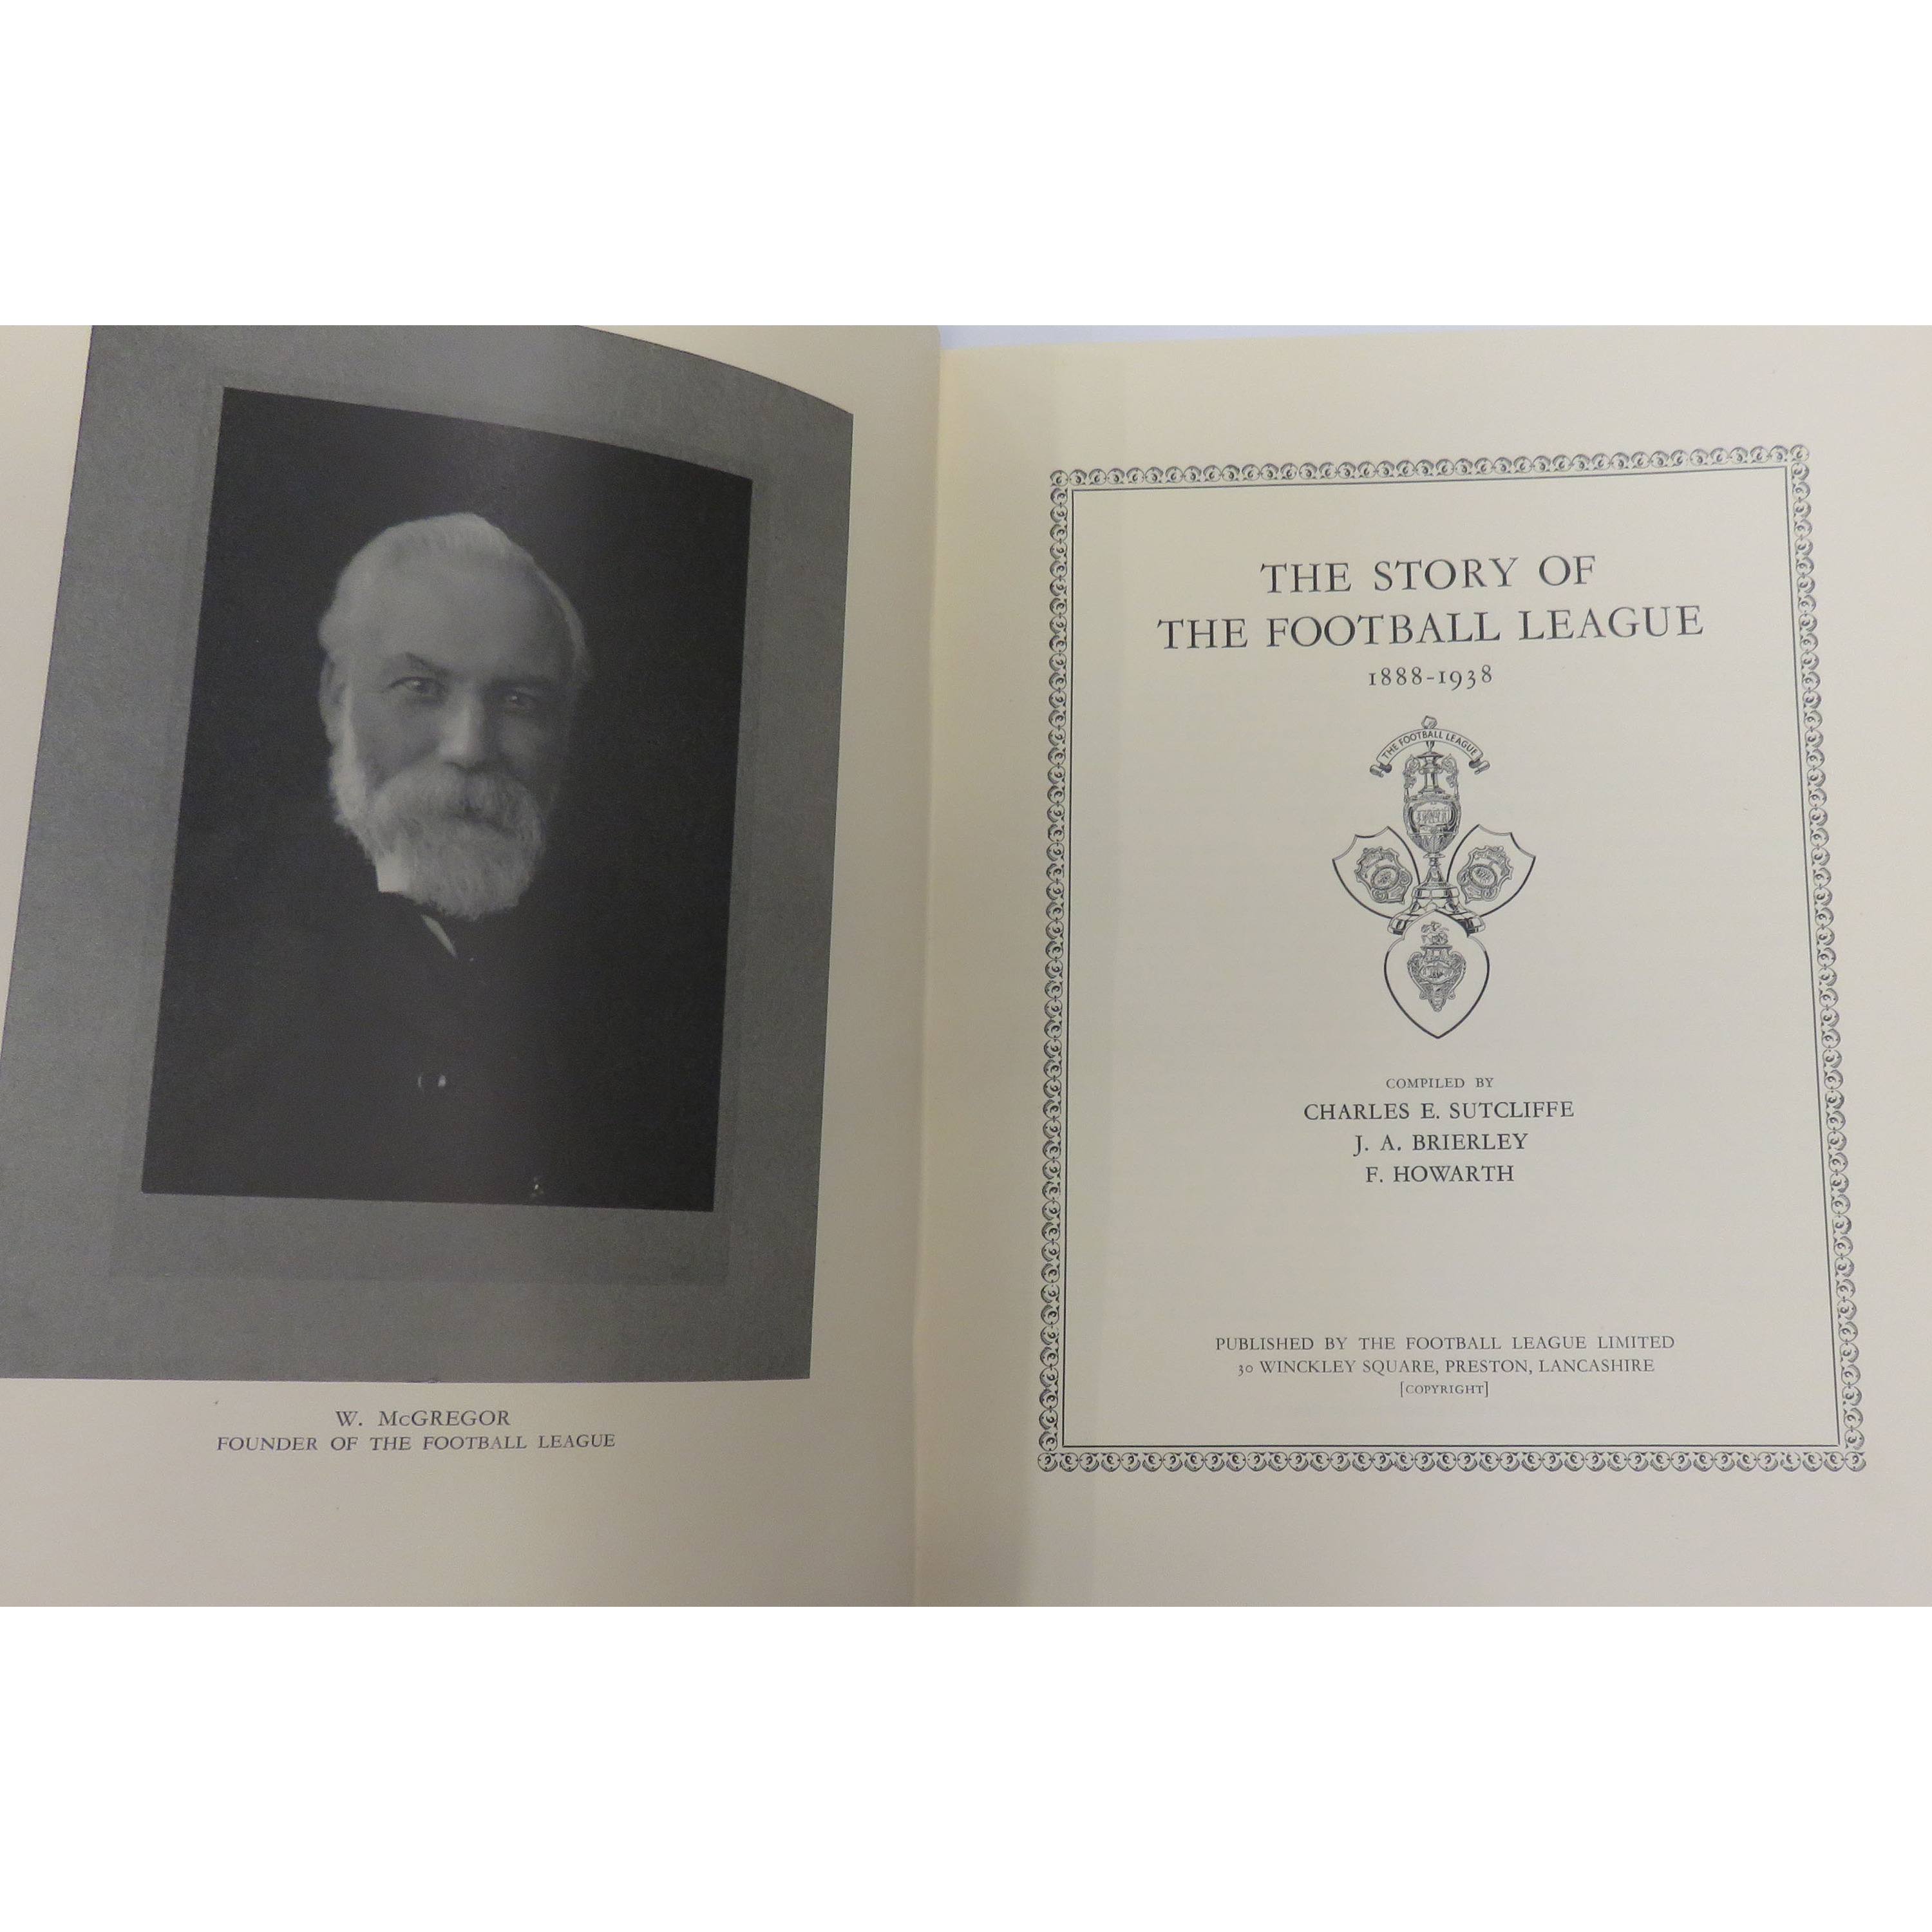 W. McGREGOR
FOUNDER OF THE FOOTBALL LEAGUE
THE STORY OF
THE FOOTBALL LEAGUE
1888-1938
THE FOOTBALL LEAGUE
COMPILED BY
CHARLES E. SUTCLIFFE
J. A. BRIERLEY
F. HOWARTH
PUBLISHED BY THE FOOTBALL LEAGUE LIMITED
30 WINCKLEY SQUARE, PRESTON, LANCASHIRE
[COPYRIGHT]